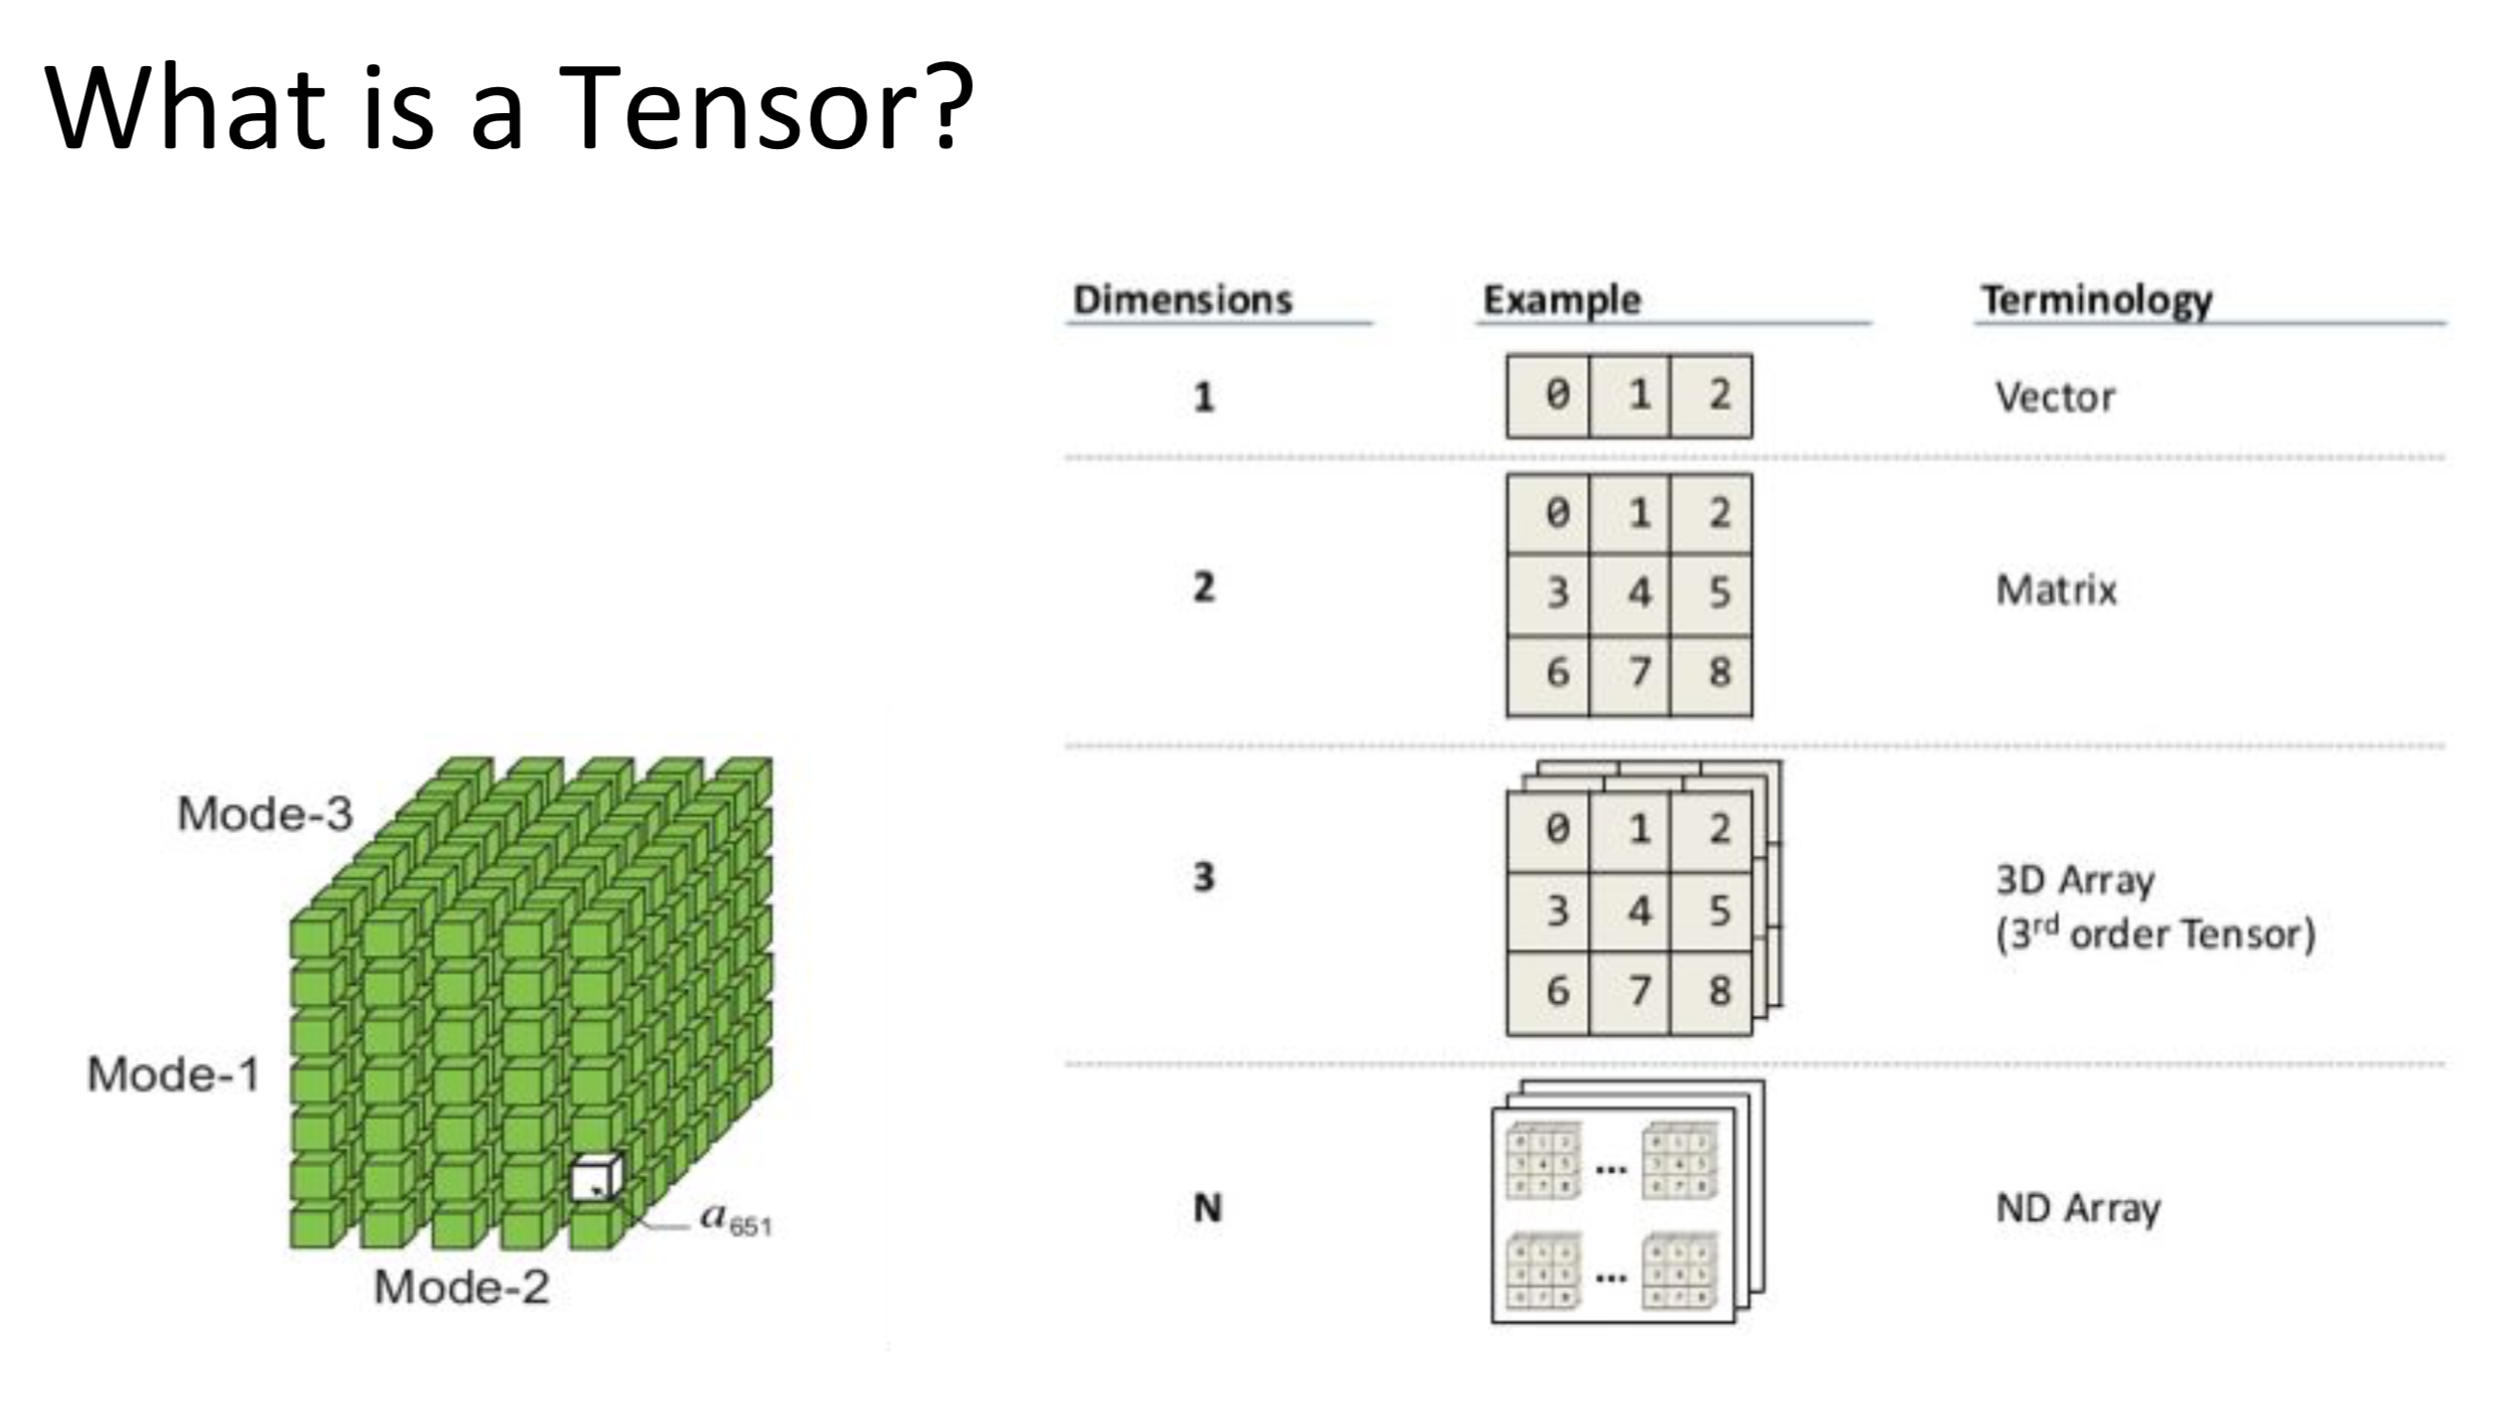 What is a Tensor?
Dimensions Example Terminology
1 0 1 2 Vector
0 1 2
2 3 4 5 Matrix
6 7 8
Mode-3
0 1 2
3 3 4 5 3D Array
(3rd order Tensor)
6 7 8
Mode-1
N ... ND Array
...
a651
Mode-2